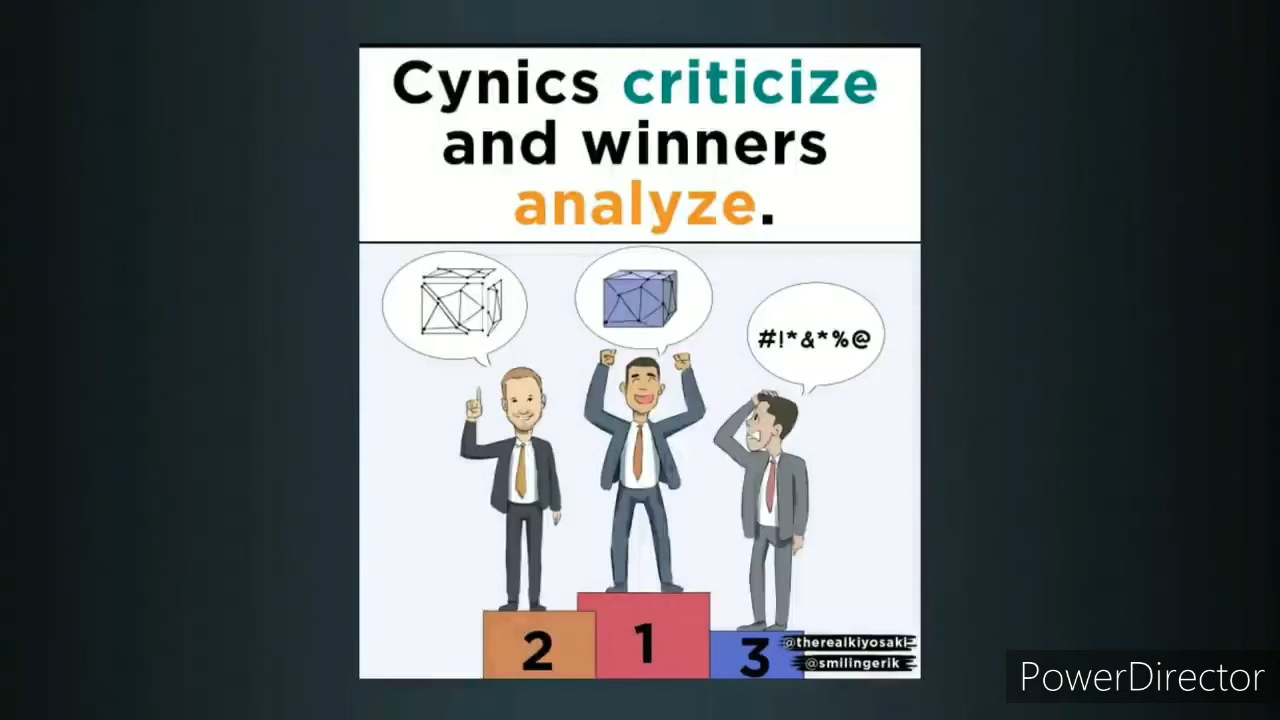 Cynics criticize
and winners
analyze.
#!*&*%@
2
1
3
@therealkiyosaki
@smilingerik
PowerDirector